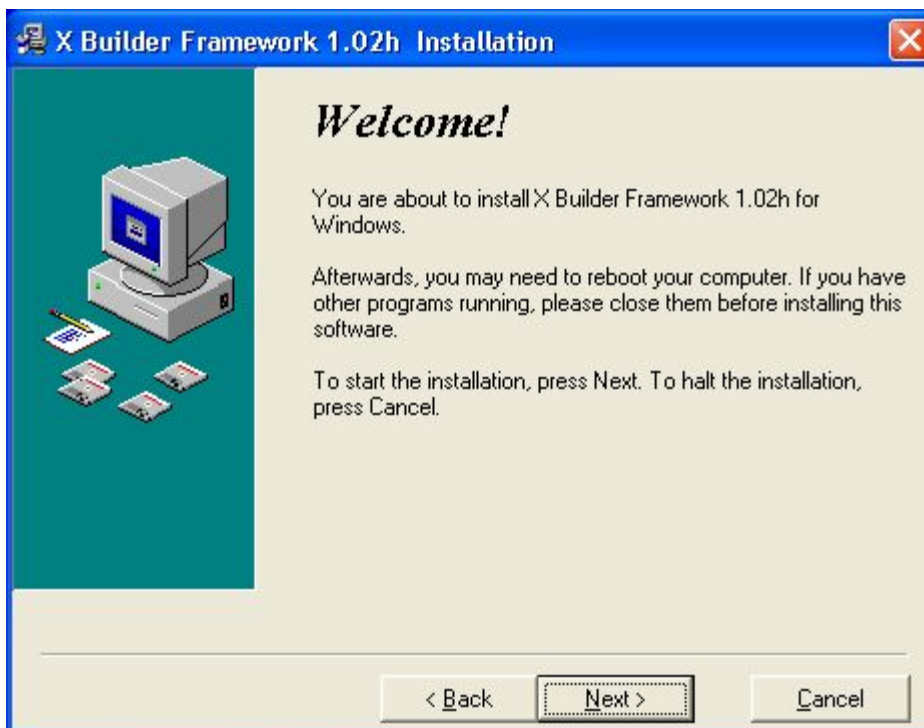 X Builder Framework 1.02h  Installation
Welcome!
You are about to install X Builder Framework 1.02h for
Windows.
Afterwards, you may need to reboot your computer. If you have
other programs running, please close them before installing this
software.
To start the installation, press Next. To halt the installation,
press Cancel.
< Back
Next >
Cancel